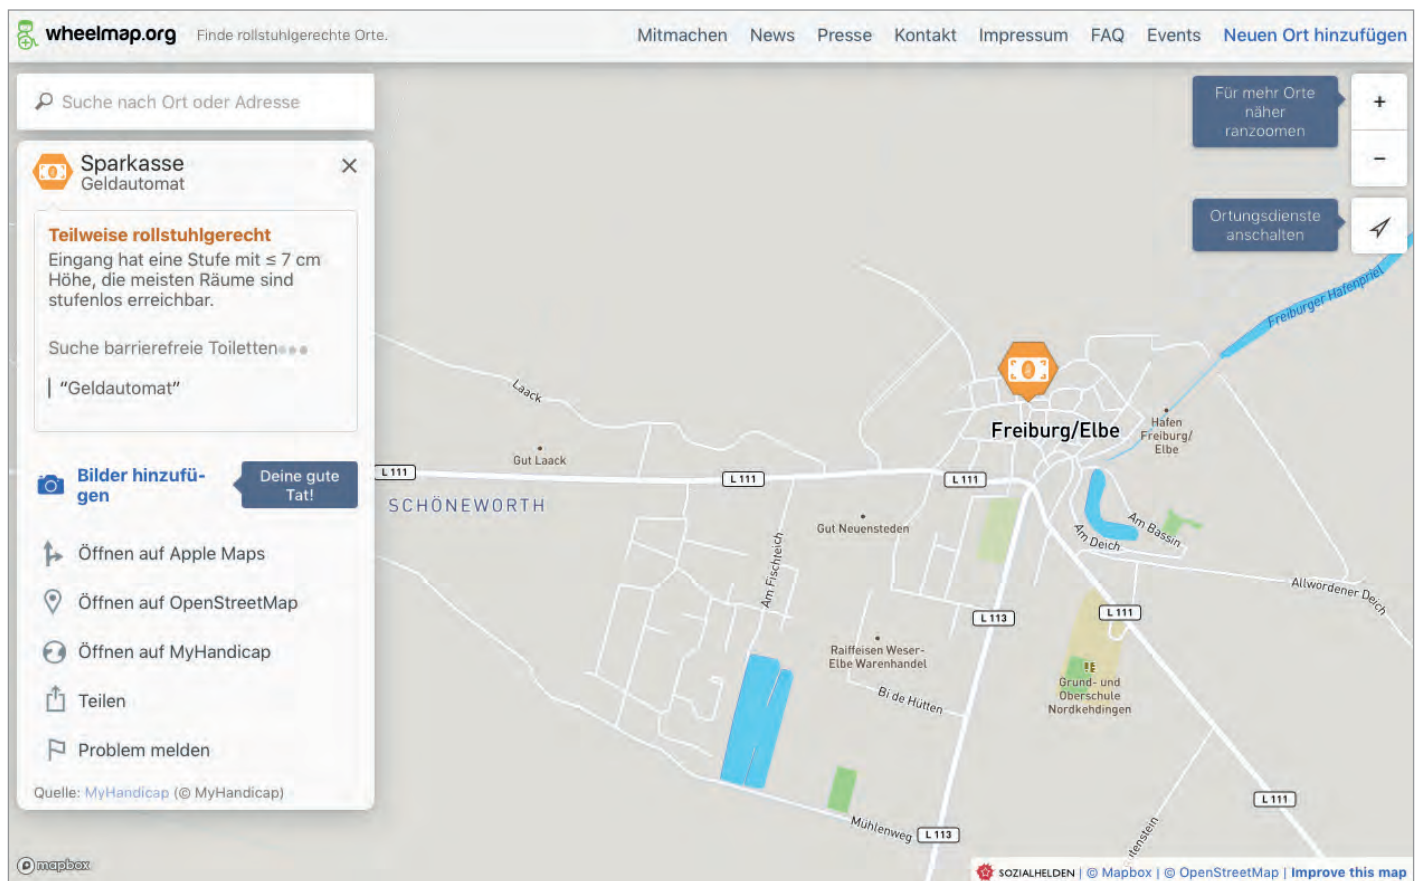 wheelmap.org
Finde rollstuhlgerechte Orte.
Mitmachen News Presse Kontakt Impressum FAQ Events Neuen Ort hinzufügen
Suche nach Ort oder Adresse
Sparkasse
Geldautomat
Teilweise rollstuhlgerecht
Eingang hat eine Stufe mit ≤ 7 cm
Höhe, die meisten Räume sind
stufenlos erreichbar.
Suche barrierefreie Toiletten
“Geldautomat”
Bilder hinzufü-
gen
Deine gute
Tat!
Öffnen auf Apple Maps
Öffnen auf OpenStreetMap
Öffnen auf MyHandicap
Teilen
Problem melden
Quelle: MyHandicap (© MyHandicap)
mapbox
Für mehr Orte
näher
ranzoomen
+
−
Ortungsdienste
anschalten
Freiburger Hafenpriel
Laack
Gut Laack
Freiburg/Elbe
Hafen
Freiburg/
Elbe
L 111
L 111
L 111
SCHÖNEWORTH
Gut Neuensteden
Am Fischteich
Am Deich
Am Bassin
Allwördener Deich
L 113
L 111
Raiffeisen Weser-
Elbe Warenhandel
Bi de Hütten
Grund- und
Oberschule
Nordkehdingen
L 111
Mühlenweg
L 113
utenstein
SOZIALHELDEN | © Mapbox | © OpenStreetMap | Improve this map